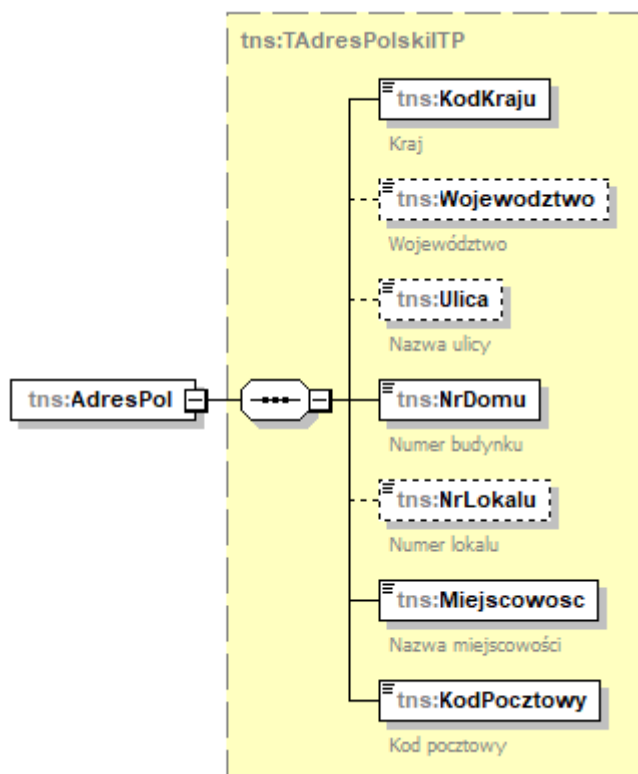 tns:TAdresPolskiITP
tns:KodKraju
Kraj
tns:Wojewodztwo
Województwo
tns:Ulica
Nazwa ulicy
tns:AdresPol
tns:NrDomu
Numer budynku
tns:NrLokalu
Numer lokalu
tns:Miejscowosc
Nazwa miejscowości
tns:KodPocztowy
Kod pocztowy